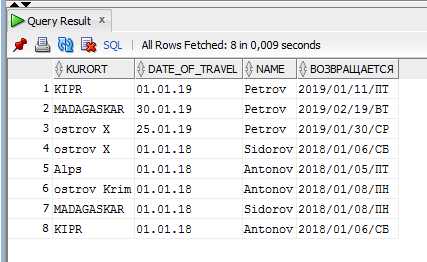 Query Result x
SQL | All Rows Fetched: 8 in 0,009 seconds
KURORT DATE_OF_TRAVEL NAME ВОЗВРАЩАЕТСЯ
1 KIPR 01.01.19 Petrov 2019/01/11/ПТ
2 MADAGASKAR 30.01.19 Petrov 2019/02/19/ВТ
3 ostrov X 25.01.19 Petrov 2019/01/30/СР
4 ostrov X 01.01.18 Sidorov 2018/01/06/СБ
5 Alps 01.01.18 Antonov 2018/01/05/ПТ
6 ostrov Krim 01.01.18 Antonov 2018/01/08/ПН
7 MADAGASKAR 01.01.18 Sidorov 2018/01/08/ПН
8 KIPR 01.01.18 Antonov 2018/01/06/СБ